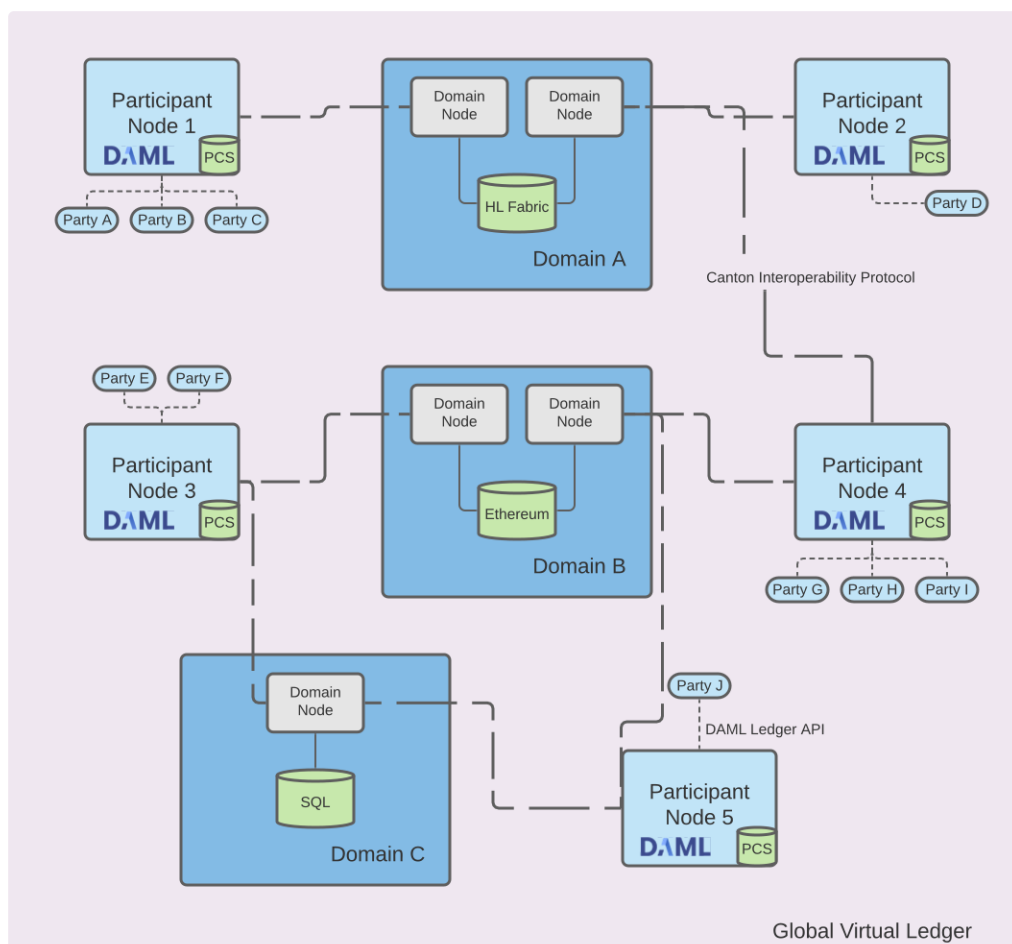 Participant
Node 1
DAML
PCS
Party A
Party B
Party C
Domain
Node
Domain
Node
HL Fabric
Domain A
Participant
Node 2
DAML
PCS
Party D
Canton Interoperability Protocol
Party E
Party F
Participant
Node 3
DAML
PCS
Domain
Node
Domain
Node
Ethereum
Domain B
Participant
Node 4
DAML
PCS
Party G
Party H
Party I
Domain
Node
SQL
Domain C
Party J
DAML Ledger API
Participant
Node 5
DAML
PCS
Global Virtual Ledger